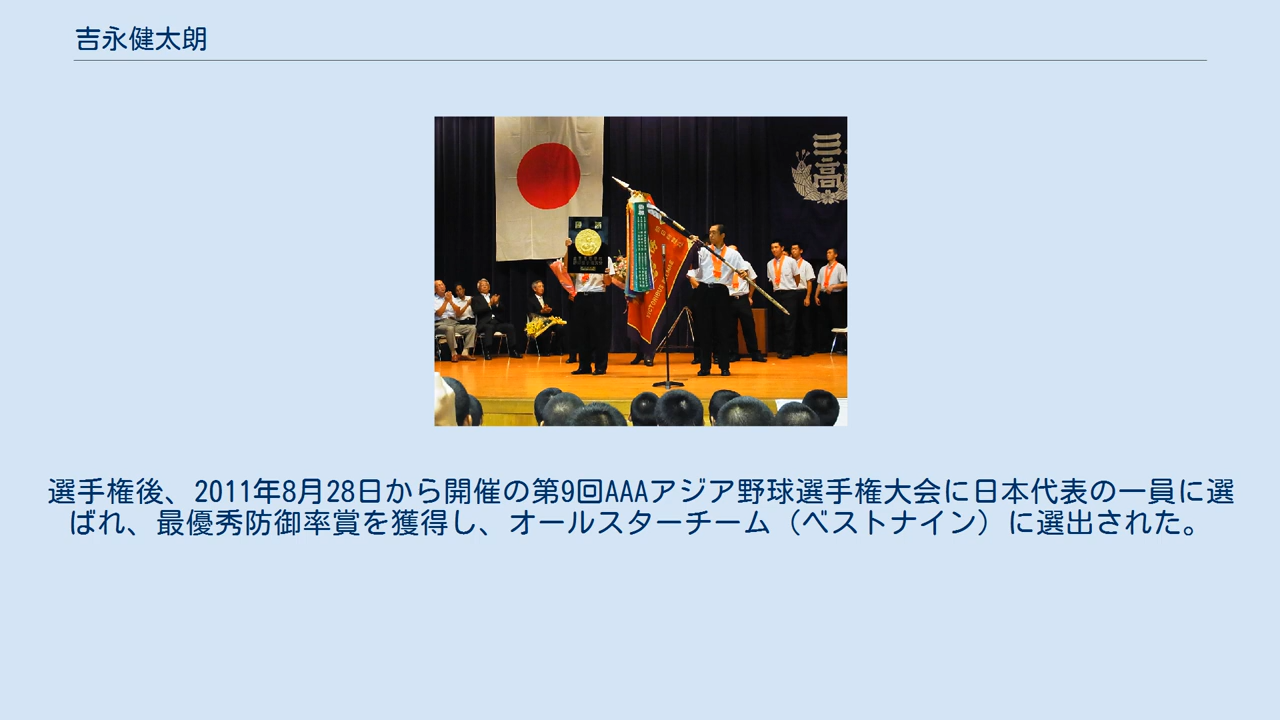 吉永健太朗
三高
選手権後、2011年8月28日から開催の第9回AAAアジア野球選手権大会に日本代表の一員に選
ばれ、最優秀防御率賞を獲得し、オールスターチーム（ベストナイン）に選出された。